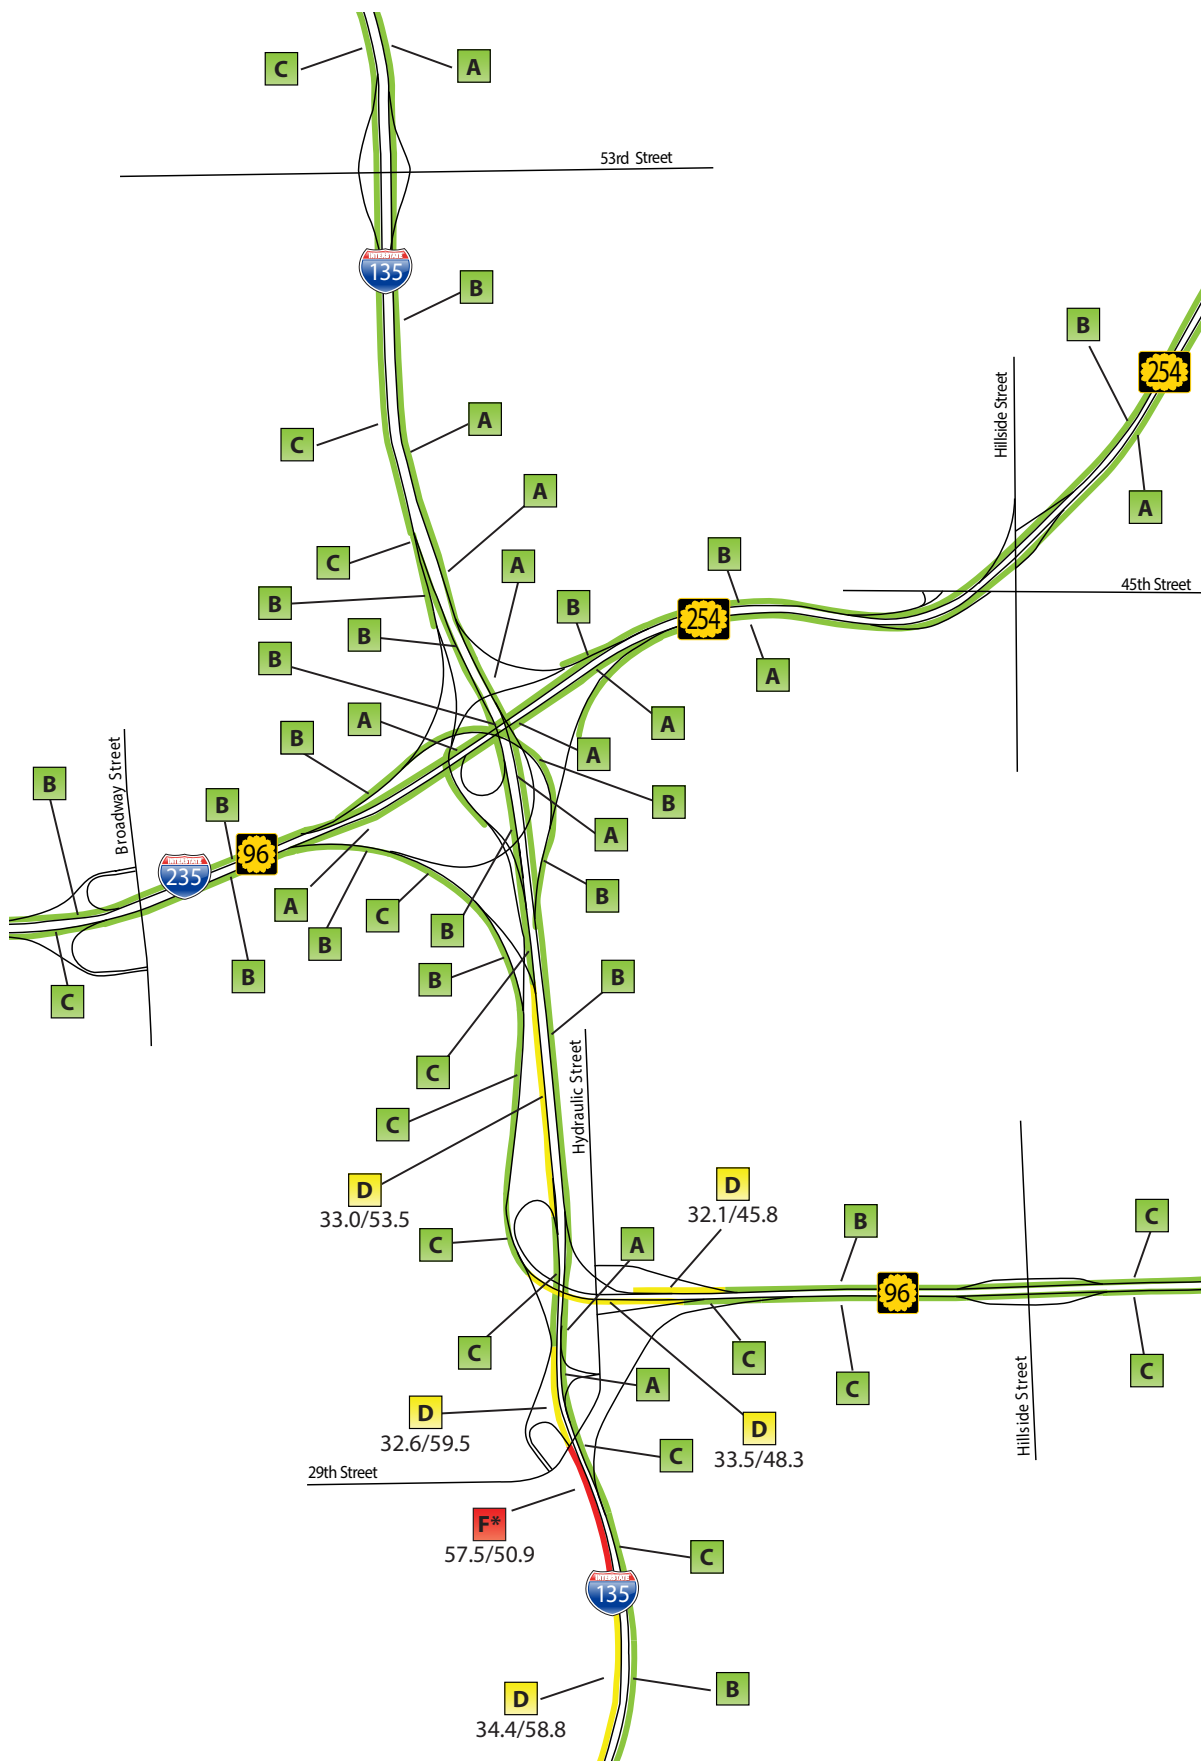 C
A
53rd Street
INTERSTATE
135
B
B
254
Hillside Street
C
A
A
A
C
B
45th Street
A
B
B
B
254
B
B
A
A
A
B
A
Broadway Street
B
B
B
A
96
INTERSTATE
235
B
A
C
B
B
B
B
B
B
C
Hydraulic Street
C
C
D
33.0/53.5
D
32.1/45.8
C
A
B
C
96
C
C
C
C
A
Hillside Street
D
32.6/59.5
D
33.5/48.3
C
29th Street
F*
57.5/50.9
C
INTERSTATE
135
B
D
34.4/58.8